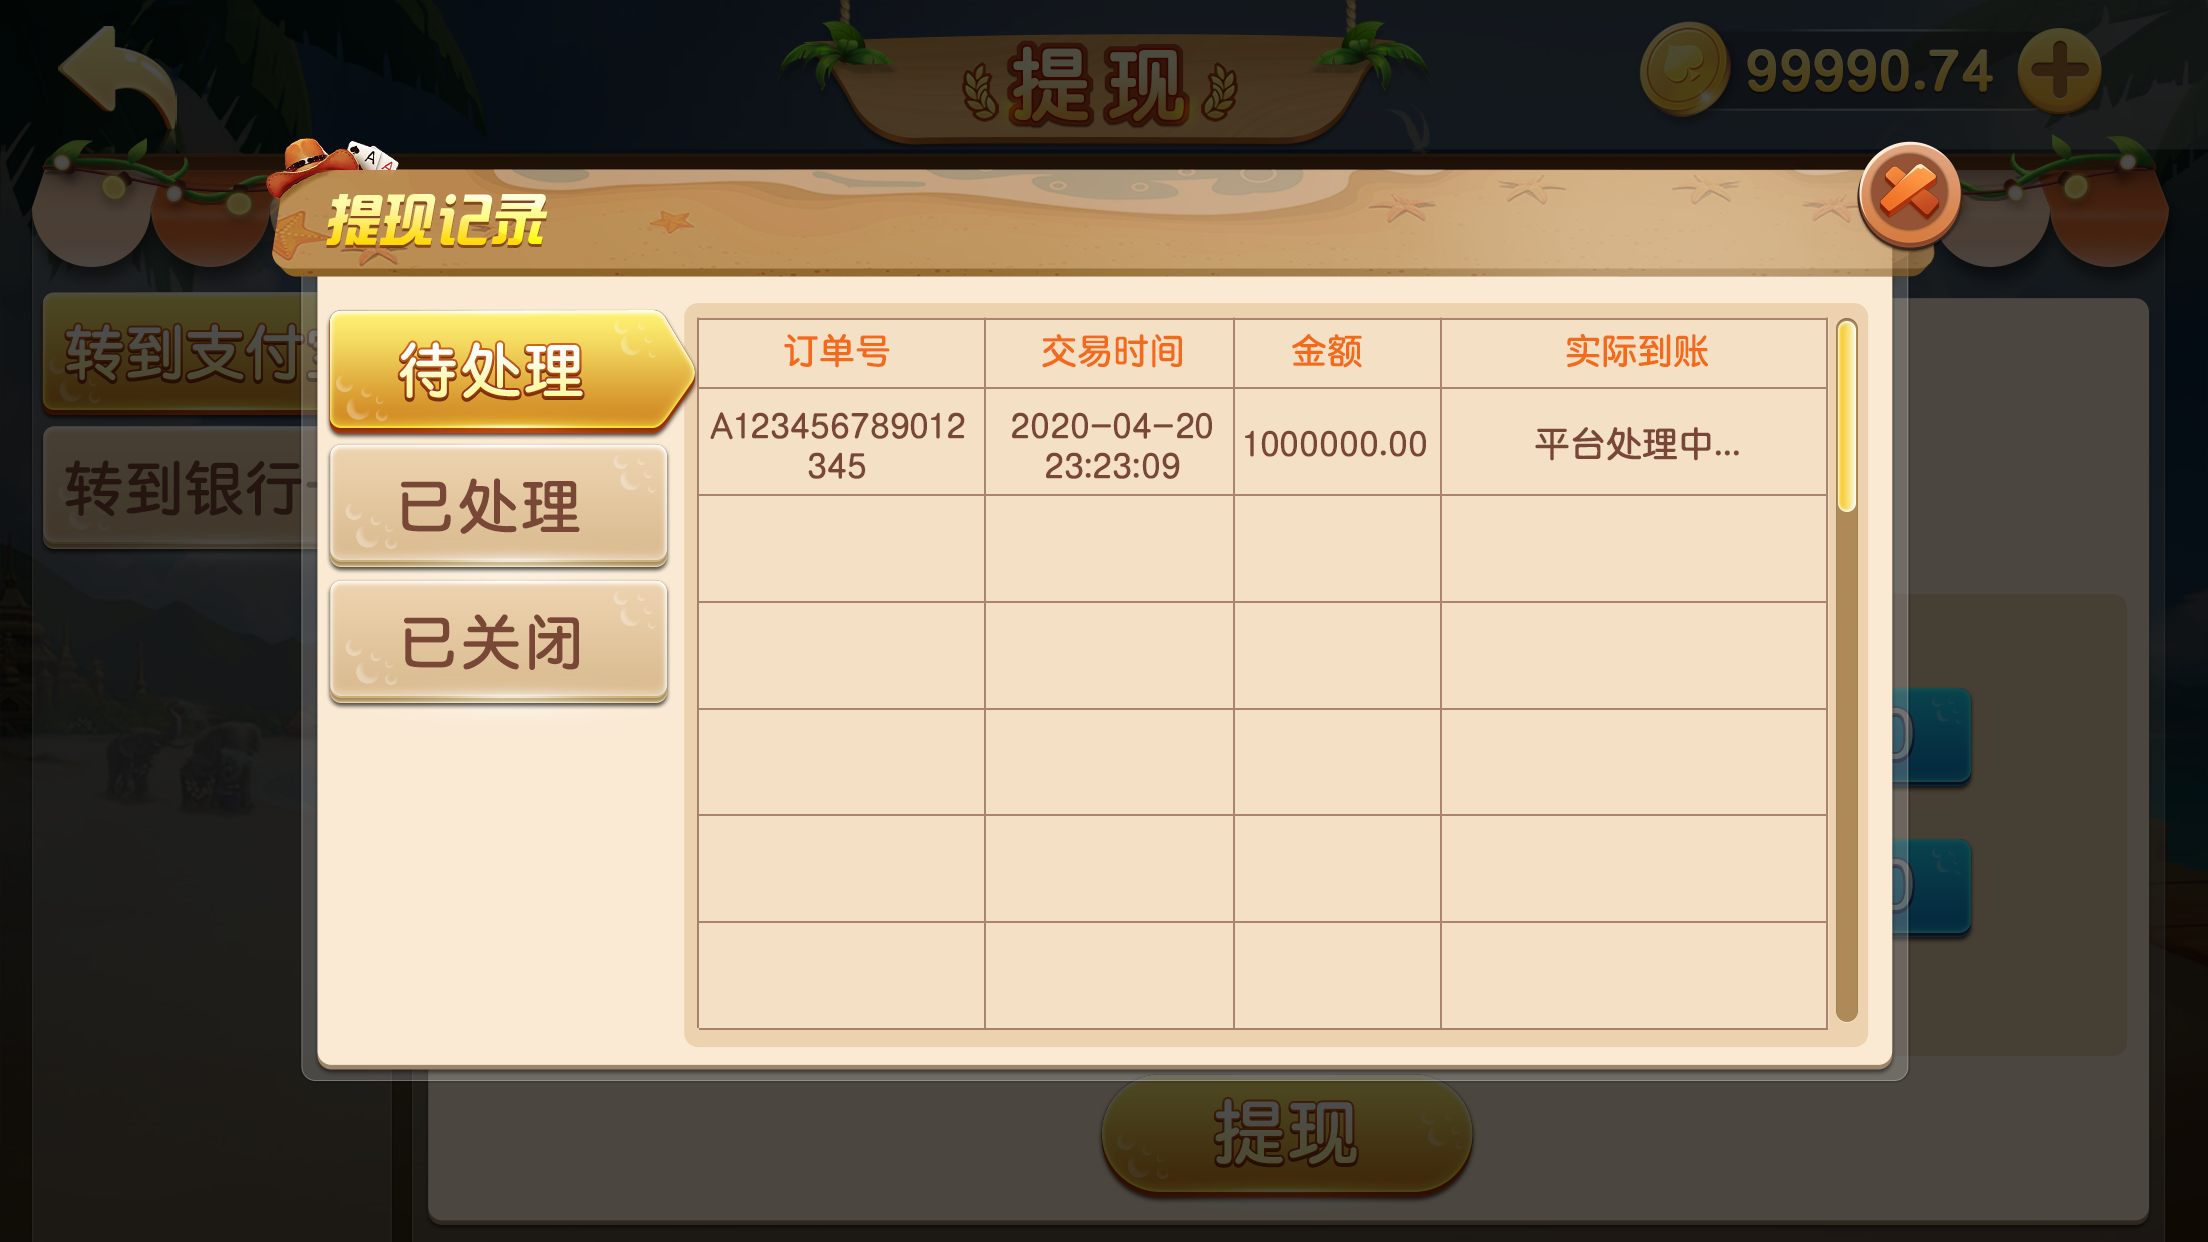 提现
99990.74
A A
提现记录
转到支付
转到银行
待处理
已处理
已关闭
订单号 交易时间 金额 实际到账
A123456789012 2020-04-20 1000000.00 平台处理中...
345 23:23:09
0
0
提现